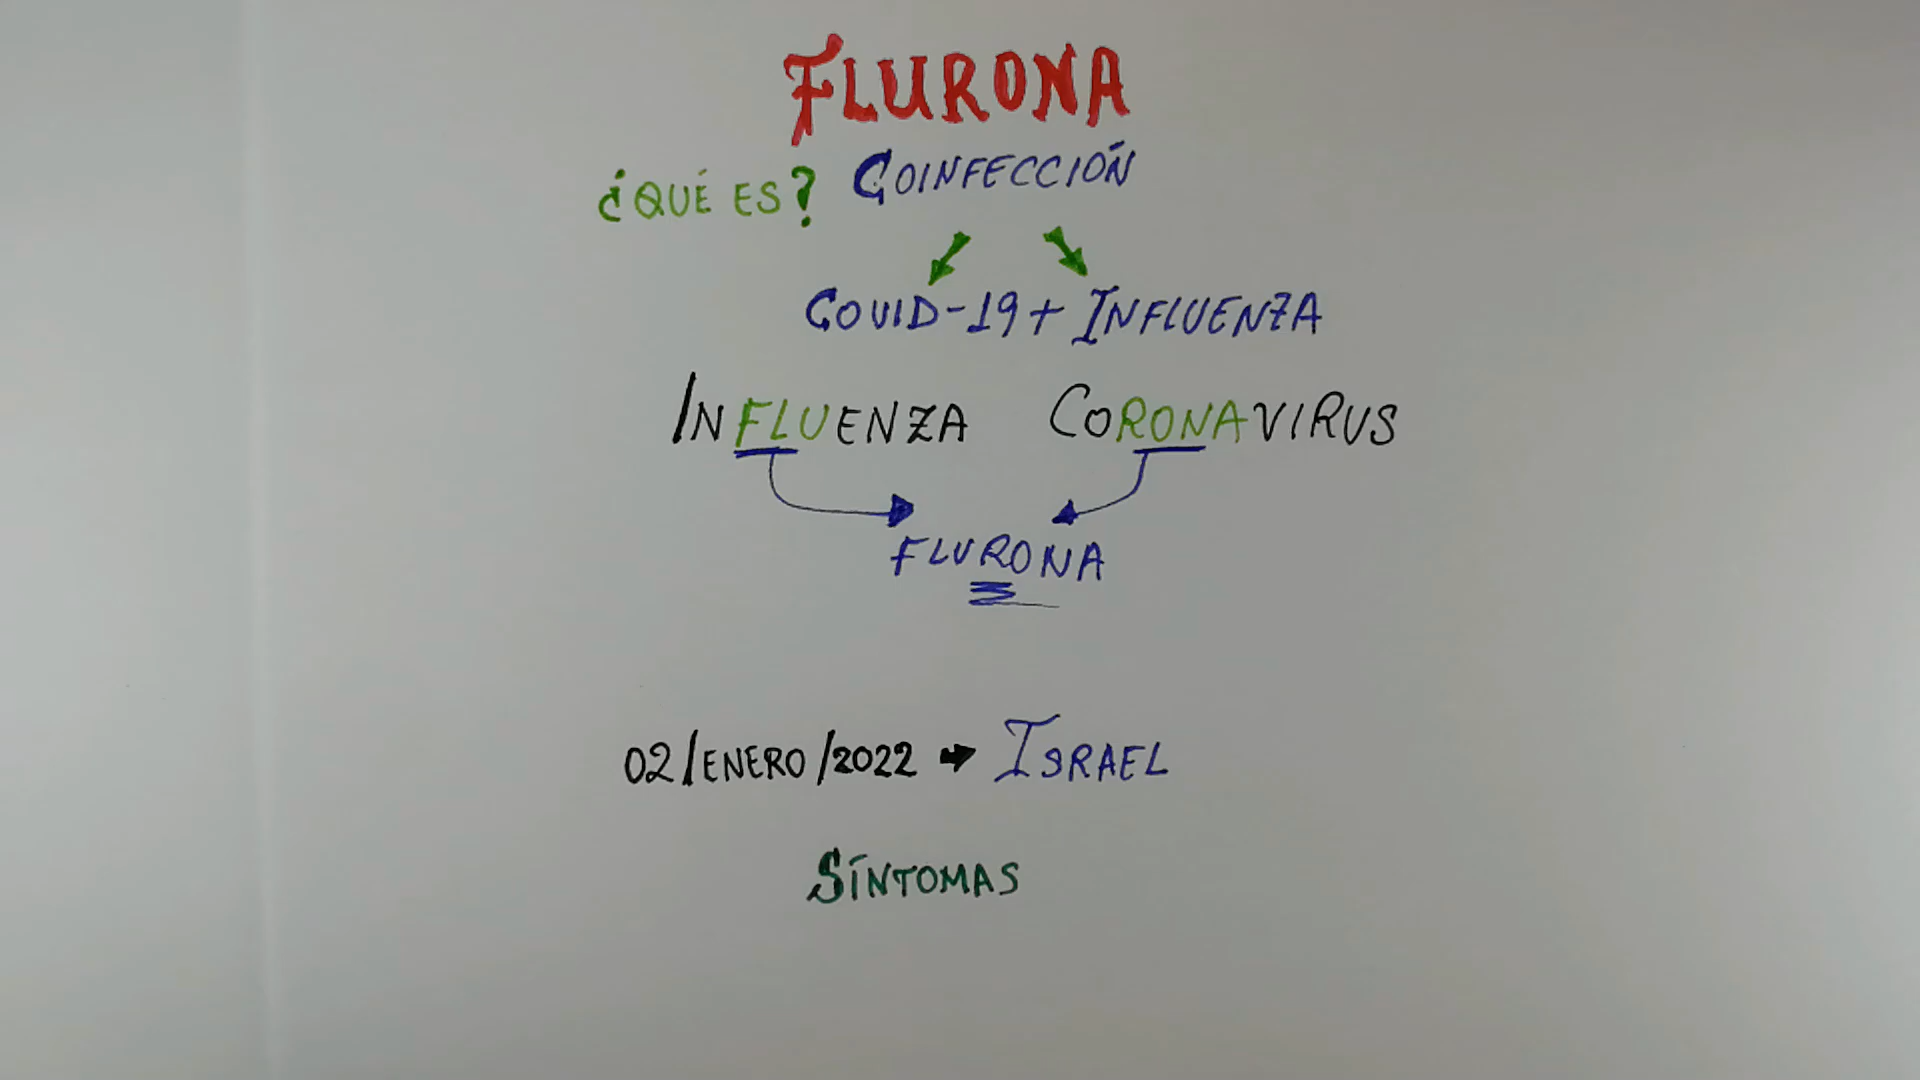 FLURONA
¿QUÉ ES? COINFECCIÓN
COVID-19+ INFLUENZA
INFLUENZA CORONAVIRUS
FLURONA
02/ENERO/2022 → ISRAEL
SÍNTOMAS